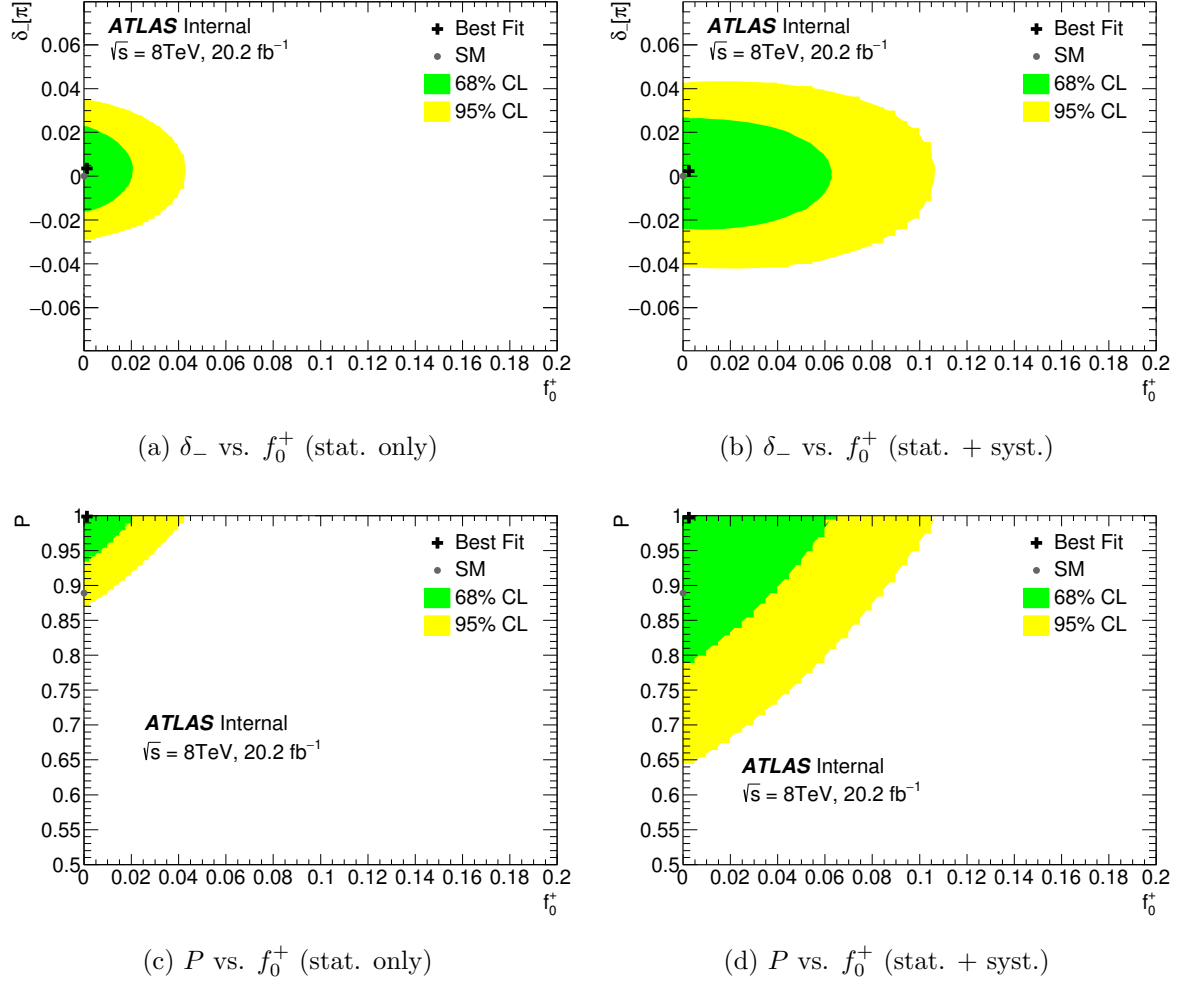 δ₋[π]
0.06
0.04
0.02
0
−0.02
−0.04
−0.06
ATLAS Internal
√s = 8TeV, 20.2 fb⁻¹
Best Fit
SM
68% CL
95% CL
0 0.02 0.04 0.06 0.08 0.1 0.12 0.14 0.16 0.18 0.2
f₀⁺
(a) δ₋ vs. f₀⁺ (stat. only)
δ₋[π]
0.06
0.04
0.02
0
−0.02
−0.04
−0.06
ATLAS Internal
√s = 8TeV, 20.2 fb⁻¹
Best Fit
SM
68% CL
95% CL
0 0.02 0.04 0.06 0.08 0.1 0.12 0.14 0.16 0.18 0.2
f₀⁺
(b) δ₋ vs. f₀⁺ (stat. + syst.)
P
1
0.95
0.9
0.85
0.8
0.75
0.7
0.65
0.6
0.55
0.5
Best Fit
SM
68% CL
95% CL
ATLAS Internal
√s = 8TeV, 20.2 fb⁻¹
0 0.02 0.04 0.06 0.08 0.1 0.12 0.14 0.16 0.18 0.2
f₀⁺
(c) P vs. f₀⁺ (stat. only)
P
1
0.95
0.9
0.85
0.8
0.75
0.7
0.65
0.6
0.55
0.5
Best Fit
SM
68% CL
95% CL
ATLAS Internal
√s = 8TeV, 20.2 fb⁻¹
0 0.02 0.04 0.06 0.08 0.1 0.12 0.14 0.16 0.18 0.2
f₀⁺
(d) P vs. f₀⁺ (stat. + syst.)